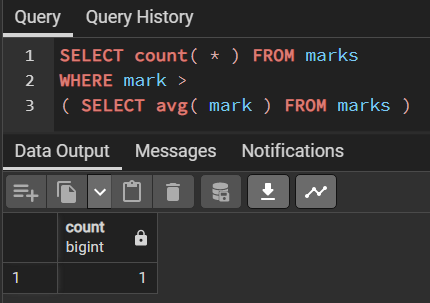 Query Query History
1 SELECT count( * ) FROM marks
2 WHERE mark >
3 ( SELECT avg( mark ) FROM marks )
Data Output Messages Notifications
count
bigint
1 1